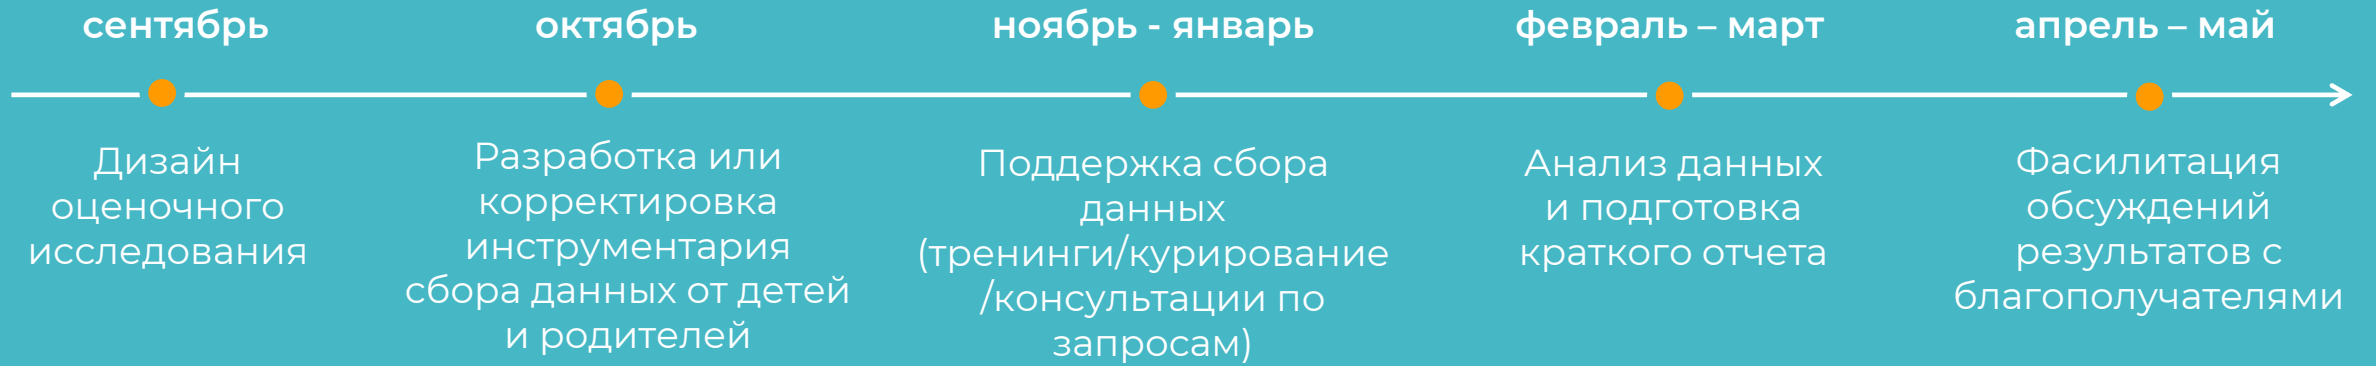 сентябрь
Дизайн
оценочного
исследования
октябрь
Разработка или
корректировка
инструментария
сбора данных от детей
и родителей
ноябрь - январь
Поддержка сбора
данных
(тренинги/курирование
/консультации по
запросам)
февраль – март
Анализ данных
и подготовка
краткого отчета
апрель – май
Фасилитация
обсуждений
результатов с
благополучателями